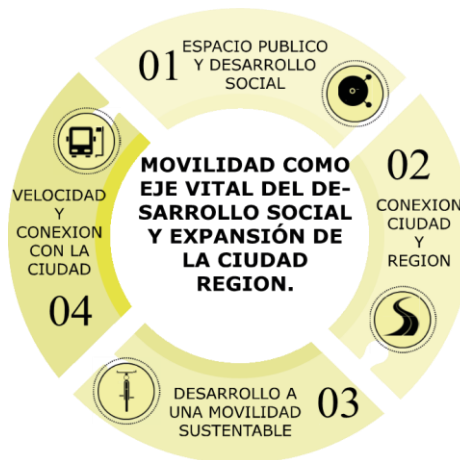 01
ESPACIO PUBLICO
Y DESARROLLO
SOCIAL
02
CONEXION
CIUDAD
Y
REGION
03
DESARROLLO A
UNA MOVILIDAD
SUSTENTABLE
04
VELOCIDAD
Y
CONEXION
CON LA
CIUDAD
MOVILIDAD COMO
EJE VITAL DEL DE-
SARROLLO SOCIAL
Y EXPANSIÓN DE
LA CIUDAD
REGION.